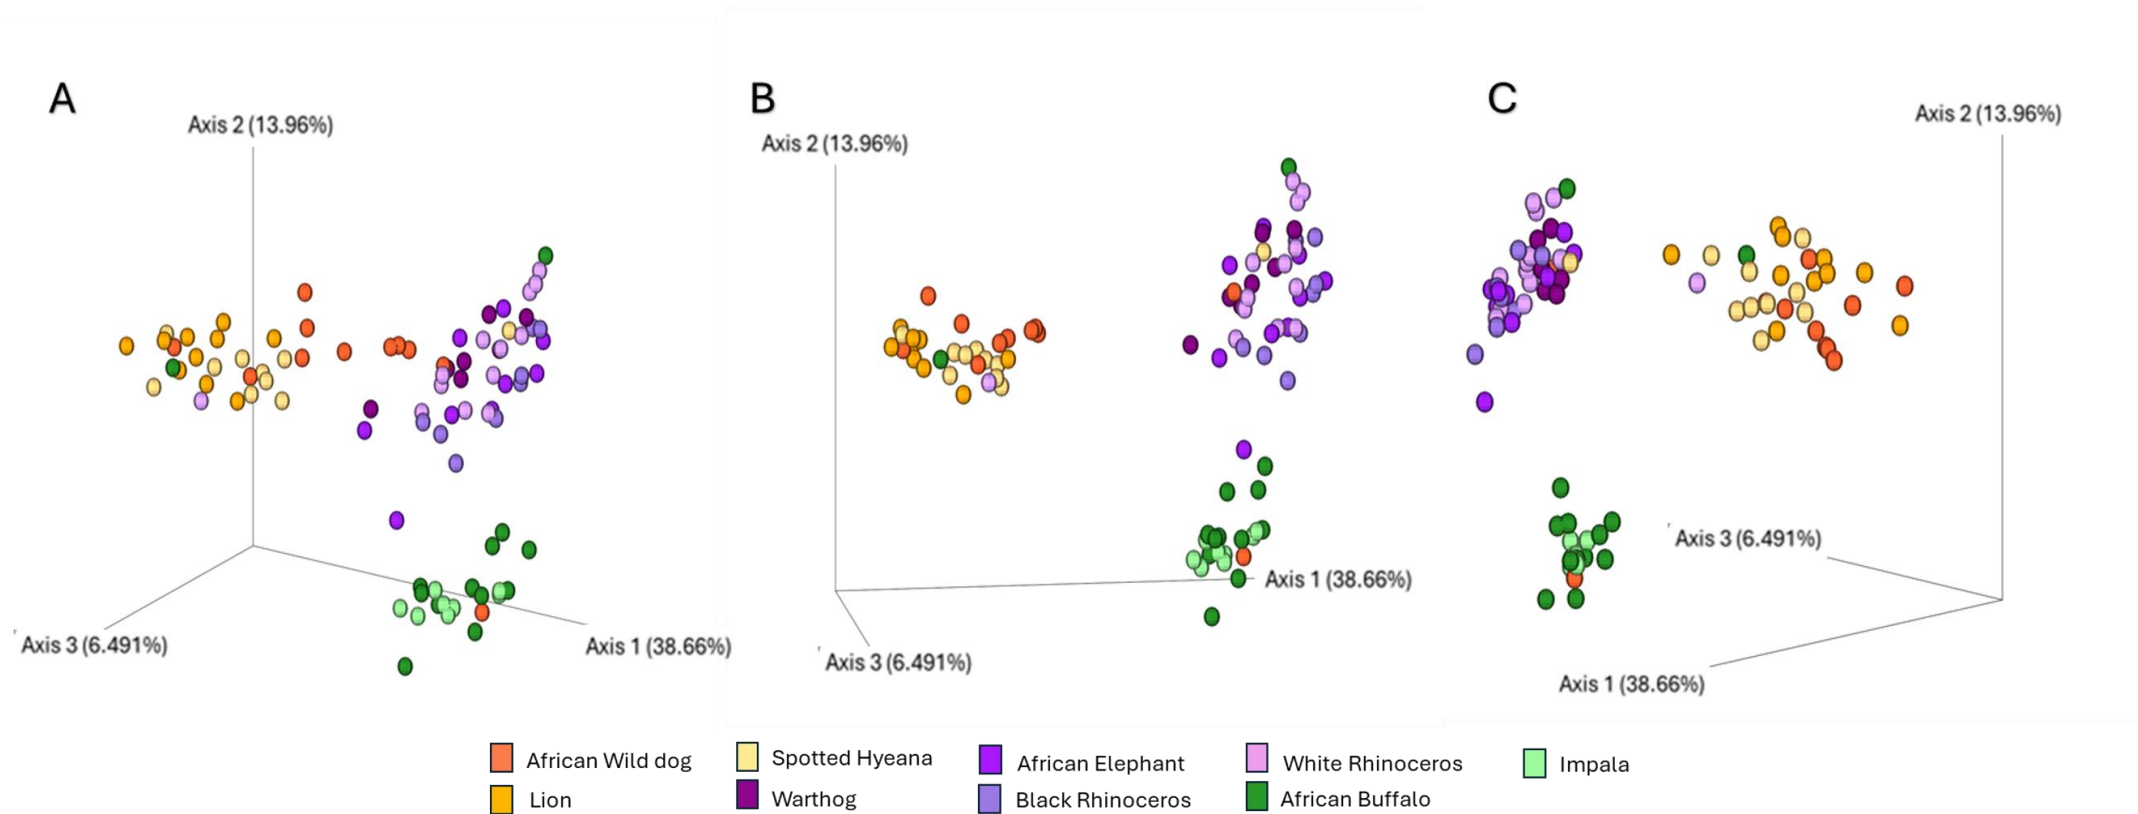 A
B
C
Axis 2 (13.96%)
Axis 3 (6.491%)
Axis 1 (38.66%)
Axis 2 (13.96%)
Axis 1 (38.66%)
Axis 3 (6.491%)
Axis 2 (13.96%)
Axis 3 (6.491%)
Axis 1 (38.66%)
African Wild dog
Spotted Hyeana
African Elephant
White Rhinoceros
Impala
Lion
Warthog
Black Rhinoceros
African Buffalo